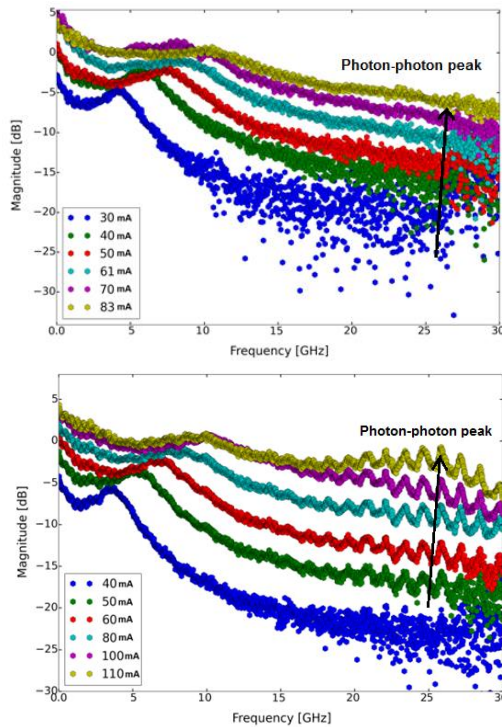 5
0
−5
−10
−15
−20
−25
−30
Magnitude [dB]
Photon-photon peak
30 mA
40 mA
50 mA
61 mA
70 mA
83 mA
0.0
5
10
15
20
25
30
Frequency [GHz]
5
0
−5
−10
−15
−20
−25
−30
Magnitude [dB]
Photon-photon peak
40 mA
50 mA
60 mA
80 mA
100 mA
110 mA
0.0
5
10
15
20
25
30
Frequency [GHz]